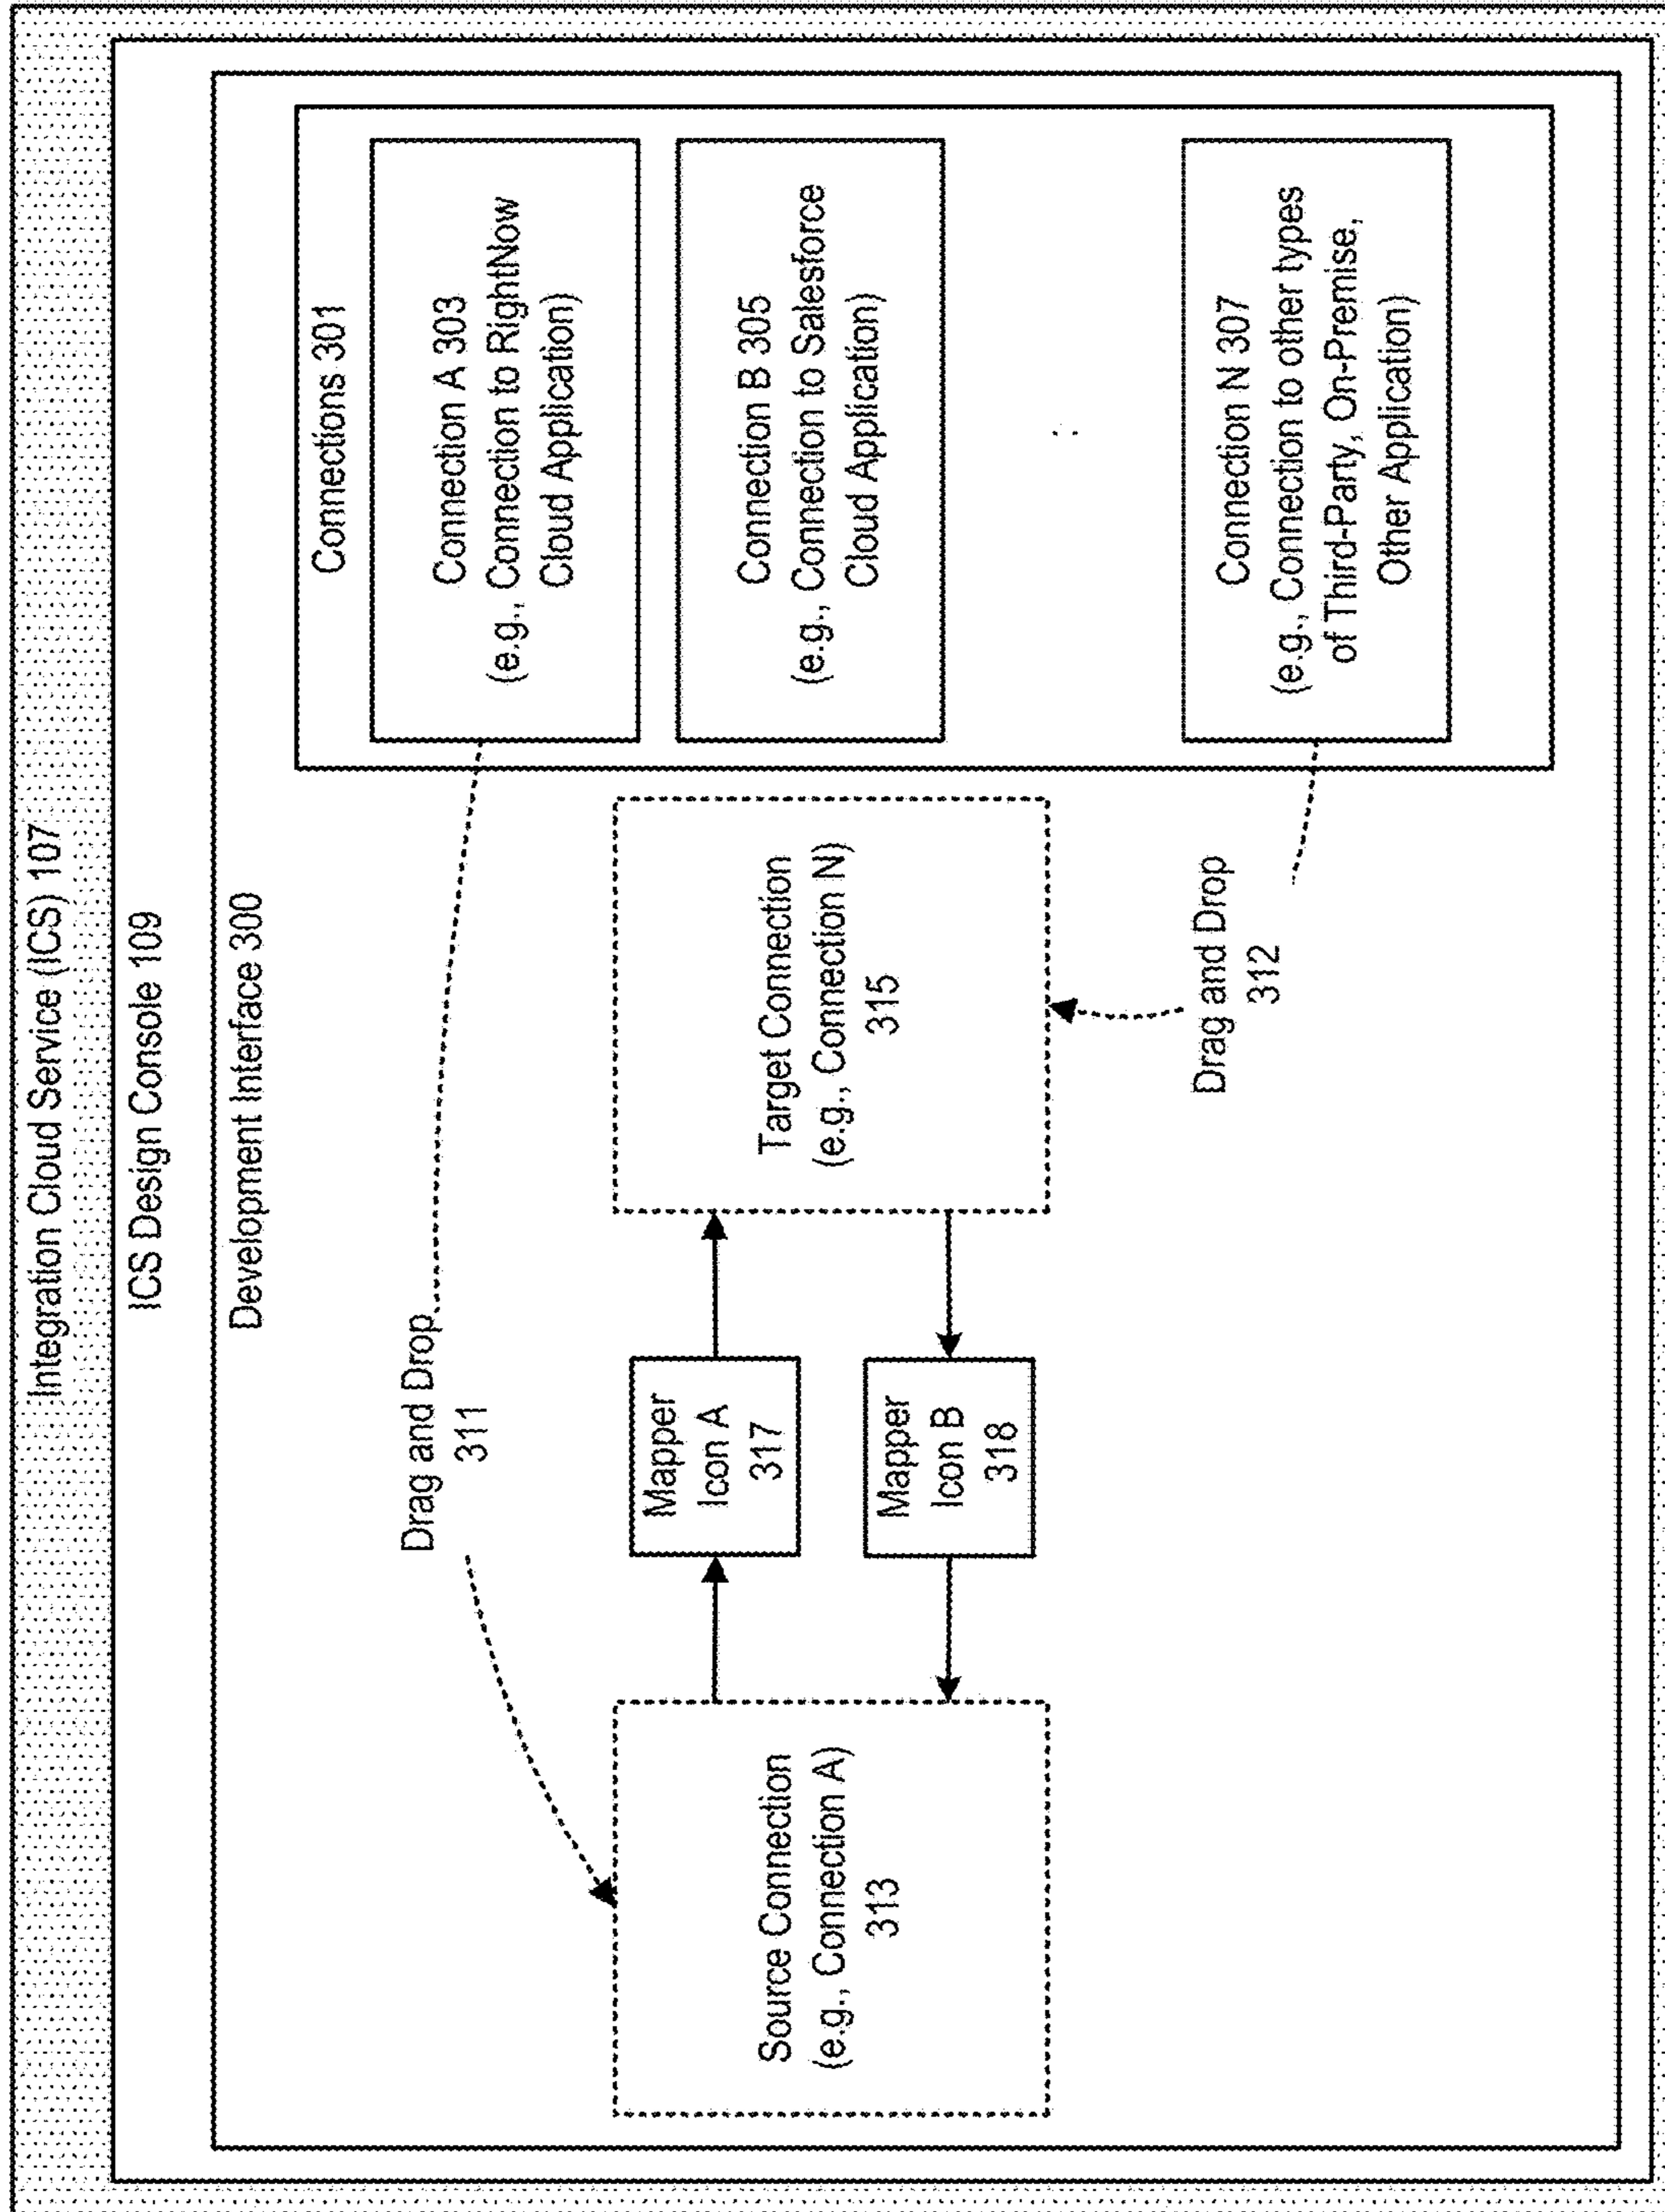 Integration Cloud Service (ICS) 107
ICS Design Console 109
Development Interface 300
Connections 301
Connection A 303
(e.g., Connection to RightNow
Cloud Application)
Connection B 305
(e.g., Connection to Salesforce
Cloud Application)
Connection N 307
(e.g., Connection to other types
of Third-Party, On-Premise,
Other Application)
Drag and Drop
311
Source Connection
(e.g., Connection A)
313
Mapper
Icon A
317
Mapper
Icon B
318
Target Connection
(e.g., Connection N)
315
Drag and Drop
312